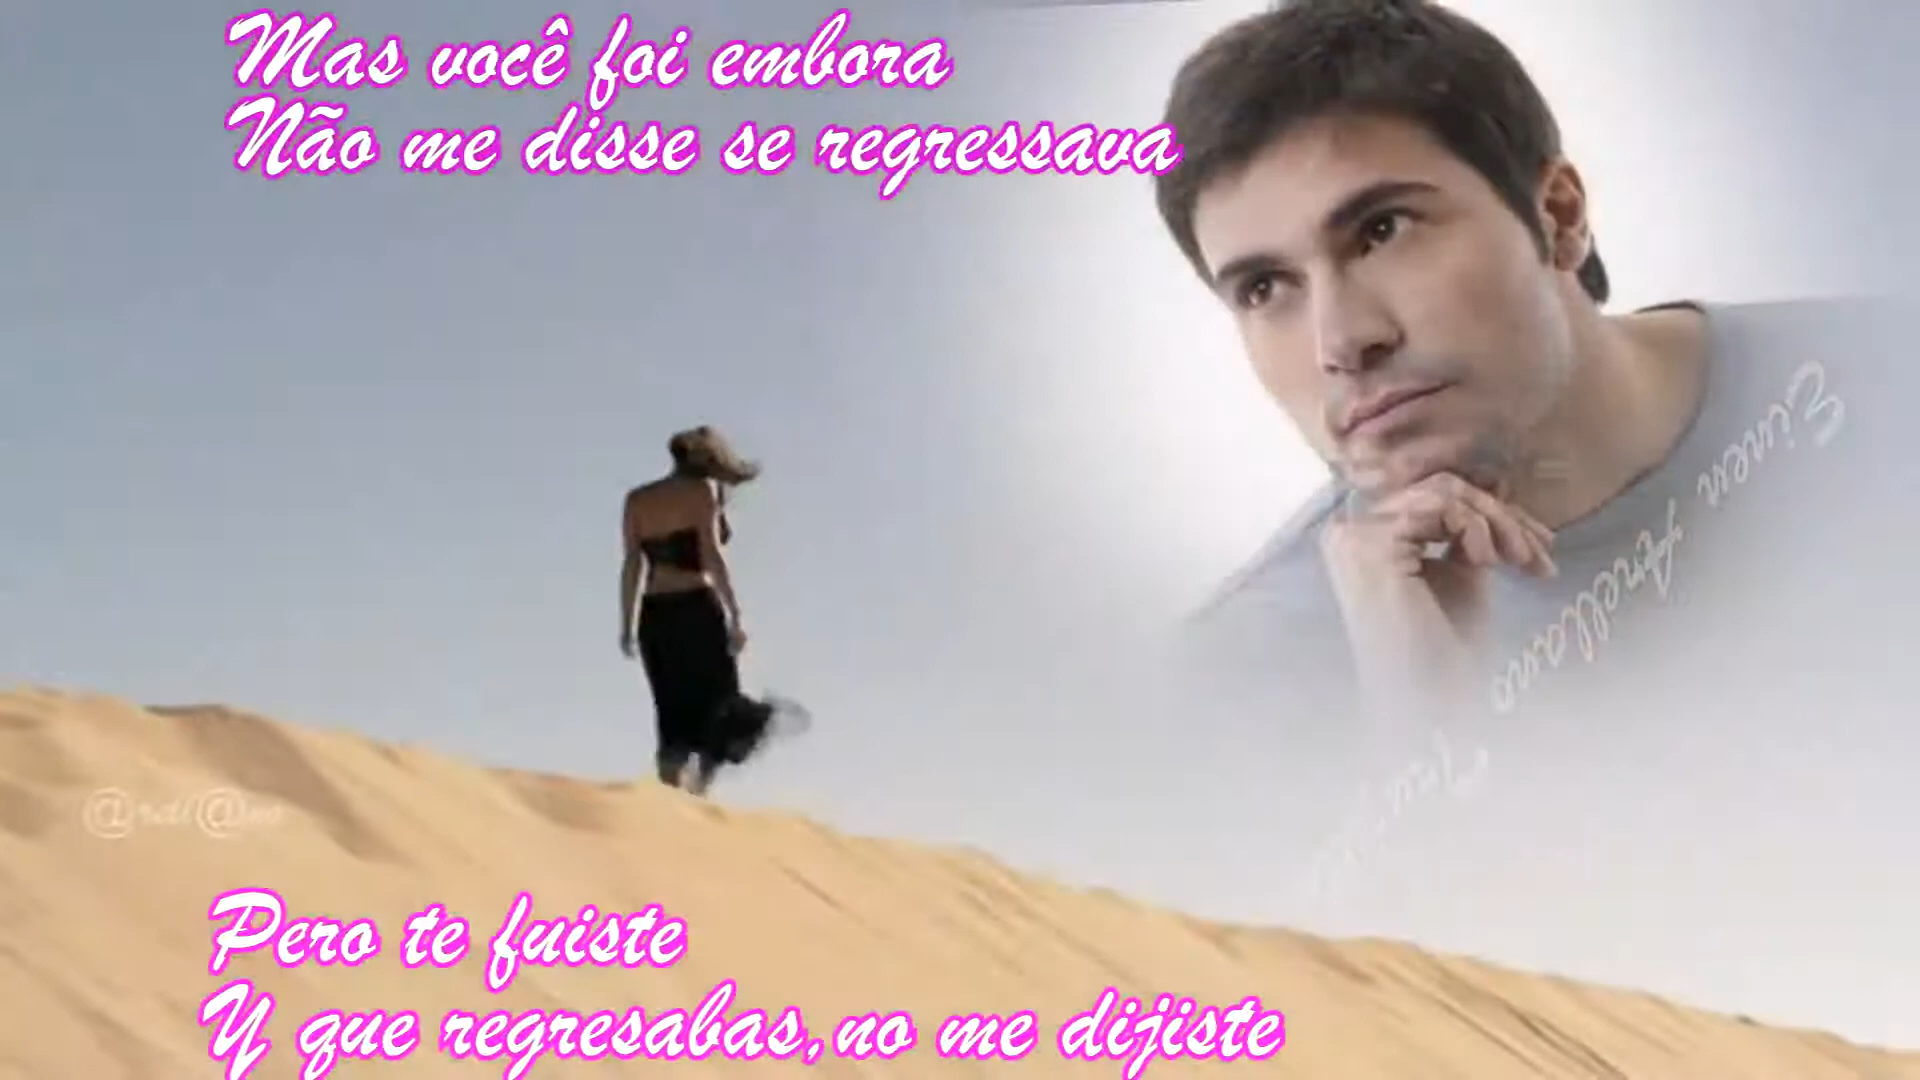 Mas você foi embora
Não me disse se regressava
Pero te fuiste
Y que regresabas,no me dijiste